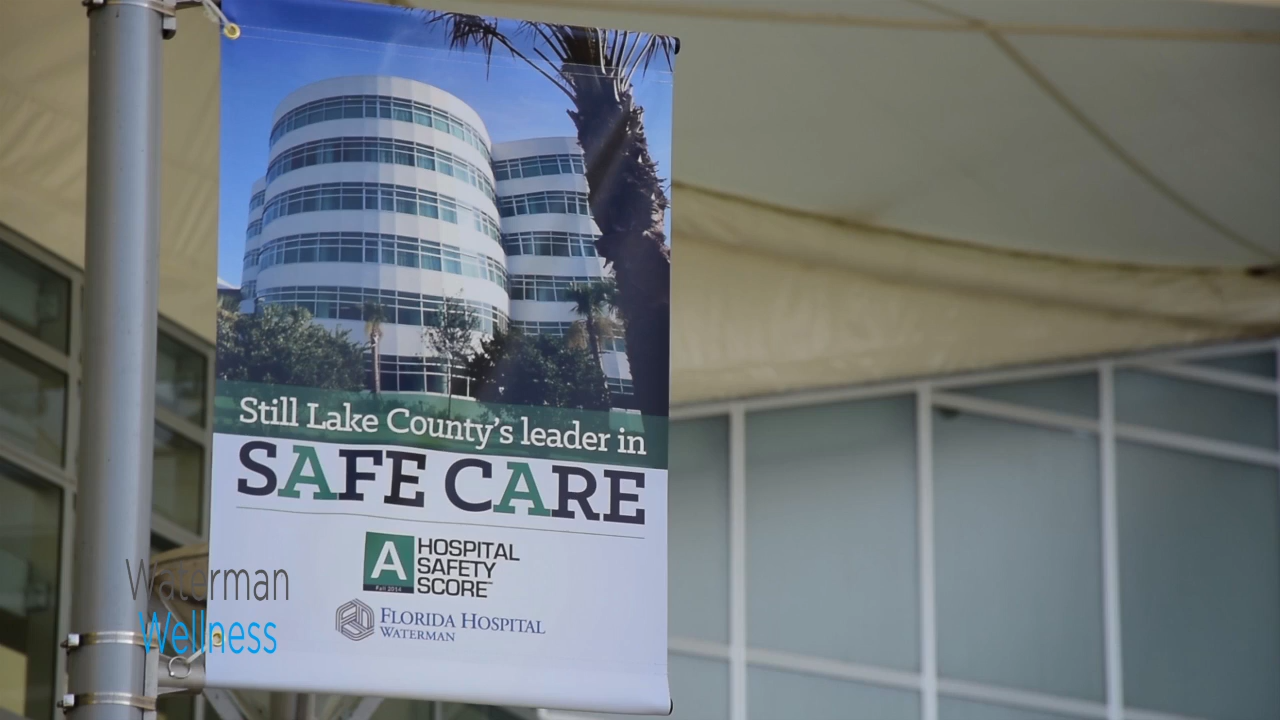 Still Lake County's leader in
SAFE CARE
A
Fall 2014
HOSPITAL
SAFETY
SCORE
FLORIDA HOSPITAL
WATERMAN
Waterman
Wellness